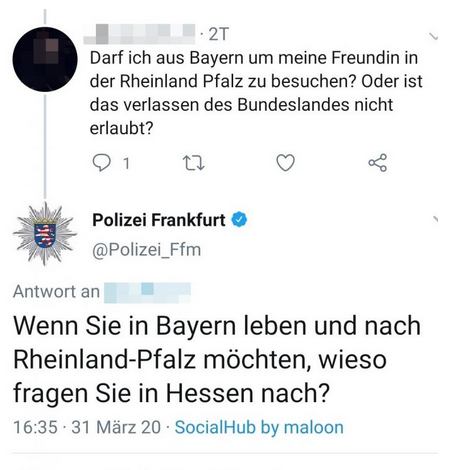 · 2T
Darf ich aus Bayern um meine Freundin in
der Rheinland Pfalz zu besuchen? Oder ist
das verlassen des Bundeslandes nicht
erlaubt?
1
Polizei Frankfurt
@Polizei_Ffm
Antwort an
Wenn Sie in Bayern leben und nach
Rheinland-Pfalz möchten, wieso
fragen Sie in Hessen nach?
16:35 · 31 März 20 · SocialHub by maloon